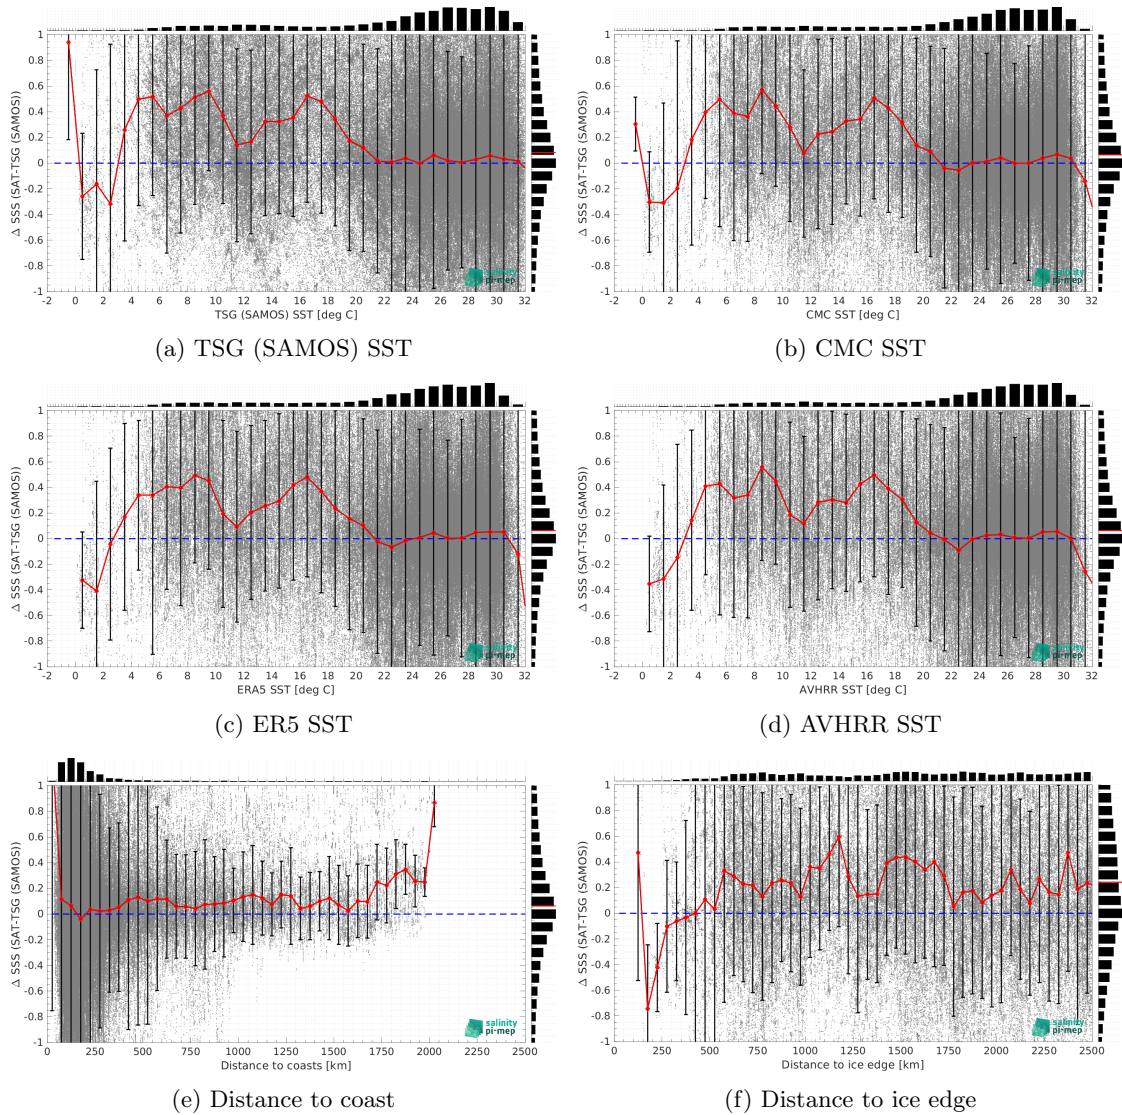 1
0.8
0.6
0.4
0.2
0
-0.2
-0.4
-0.6
-0.8
-1
Δ SSS (SAT-TSG (SAMOS))
salinity
pi-mep
-2 0 2 4 6 8 10 12 14 16 18 20 22 24 26 28 30 32
TSG (SAMOS) SST [deg C]
(a) TSG (SAMOS) SST
1
0.8
0.6
0.4
0.2
0
-0.2
-0.4
-0.6
-0.8
-1
Δ SSS (SAT-TSG (SAMOS))
salinity
pi-mep
-2 0 2 4 6 8 10 12 14 16 18 20 22 24 26 28 30 32
CMC SST [deg C]
(b) CMC SST
1
0.8
0.6
0.4
0.2
0
-0.2
-0.4
-0.6
-0.8
-1
Δ SSS (SAT-TSG (SAMOS))
salinity
pi-mep
-2 0 2 4 6 8 10 12 14 16 18 20 22 24 26 28 30 32
ERA5 SST [deg C]
(c) ER5 SST
1
0.8
0.6
0.4
0.2
0
-0.2
-0.4
-0.6
-0.8
-1
Δ SSS (SAT-TSG (SAMOS))
salinity
pi-mep
-2 0 2 4 6 8 10 12 14 16 18 20 22 24 26 28 30 32
AVHRR SST [deg C]
(d) AVHRR SST
1
0.8
0.6
0.4
0.2
0
-0.2
-0.4
-0.6
-0.8
-1
Δ SSS (SAT-TSG (SAMOS))
salinity
pi-mep
0 250 500 750 1000 1250 1500 1750 2000 2250 2500
Distance to coasts [km]
(e) Distance to coast
1
0.8
0.6
0.4
0.2
0
-0.2
-0.4
-0.6
-0.8
-1
Δ SSS (SAT-TSG (SAMOS))
salinity
pi-mep
0 250 500 750 1000 1250 1500 1750 2000 2250 2500
Distance to ice edge [km]
(f) Distance to ice edge